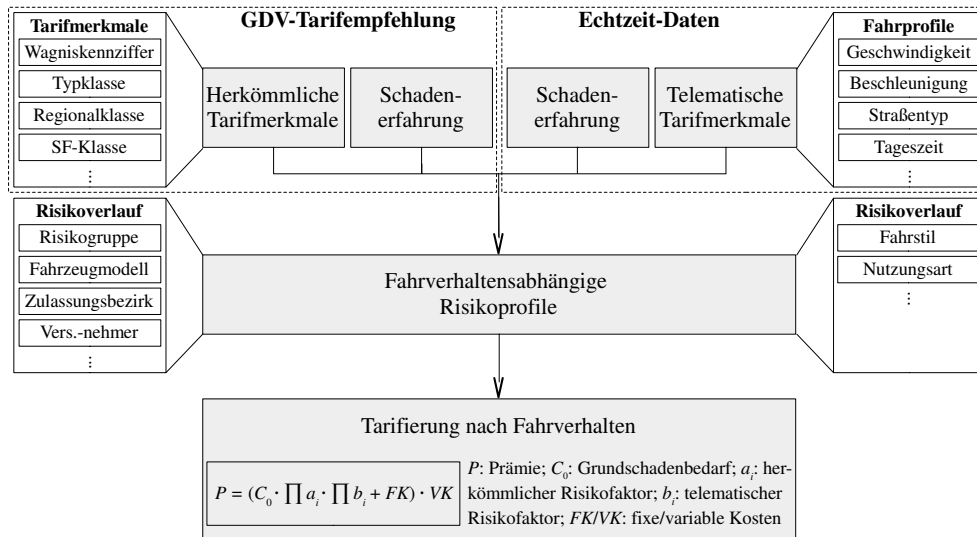 GDV-Tarifempfehlung
Echtzeit-Daten
Tarifmerkmale
Wagniskennziffer
Typklasse
Regionalklasse
SF-Klasse
⋮
Herkömmliche
Tarifmerkmale
Schaden-
erfahrung
Schaden-
erfahrung
Telematische
Tarifmerkmale
Fahrprofile
Geschwindigkeit
Beschleunigung
Straßentyp
Tageszeit
⋮
Risikoverlauf
Risikogruppe
Fahrzeugmodell
Zulassungsbezirk
Vers.-nehmer
⋮
Fahrverhaltensabhängige
Risikoprofile
Risikoverlauf
Fahrstil
Nutzungsart
⋮
Tarifierung nach Fahrverhalten
P = (C₀ · ∏ aᵢ · ∏ bᵢ + FK) · VK
P: Prämie; C₀: Grundschadenbedarf; aᵢ: her-
kömmlicher Risikofaktor; bᵢ: telematischer
Risikofaktor; FK/VK: fixe/variable Kosten